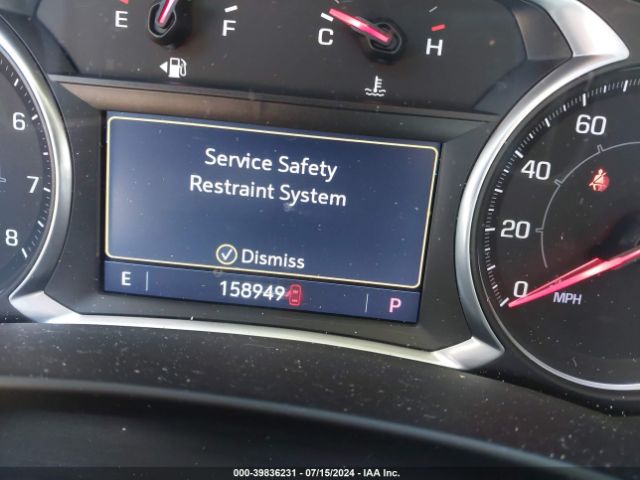 E
F
C
H
6
7
8
Service Safety
Restraint System
Dismiss
E
158949
P
60
40
20
0
MPH
000-39836231 - 07/15/2024 - IAA Inc.